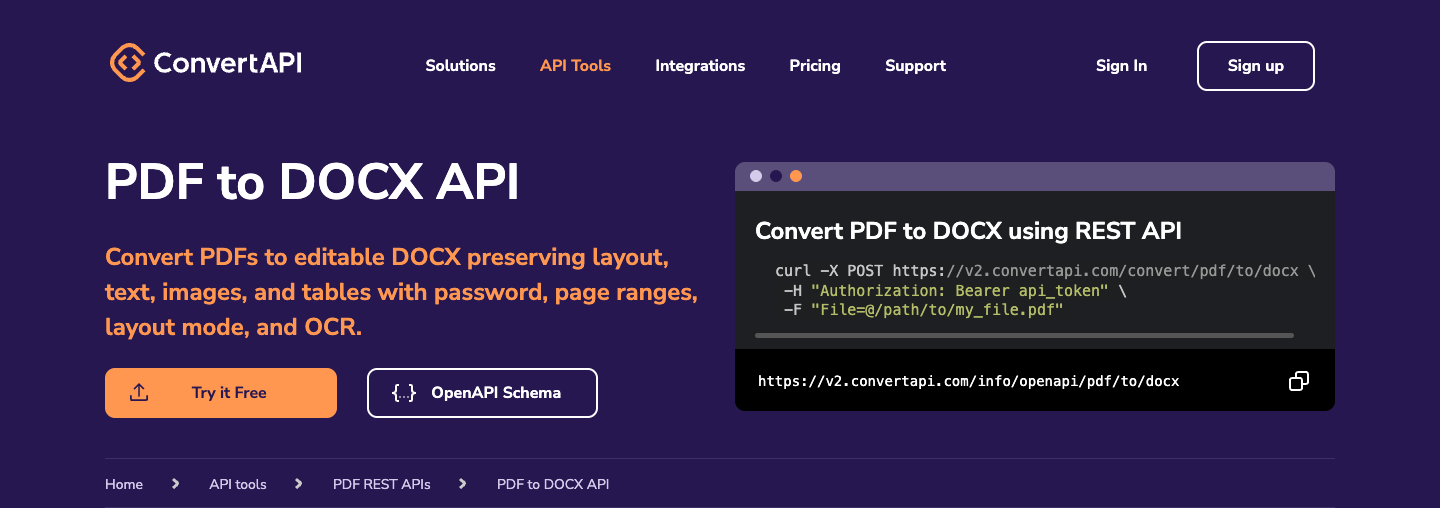 ConvertAPI
Solutions
API Tools
Integrations
Pricing
Support
Sign In
Sign up
PDF to DOCX API
Convert PDFs to editable DOCX preserving layout,
text, images, and tables with password, page ranges,
layout mode, and OCR.
Try it Free
{...} OpenAPI Schema
Convert PDF to DOCX using REST API
curl -X POST https://v2.convertapi.com/convert/pdf/to/docx \
-H "Authorization: Bearer api_token" \
-F "File=@/path/to/my_file.pdf"
https://v2.convertapi.com/info/openapi/pdf/to/docx
Home > API tools > PDF REST APIs > PDF to DOCX API